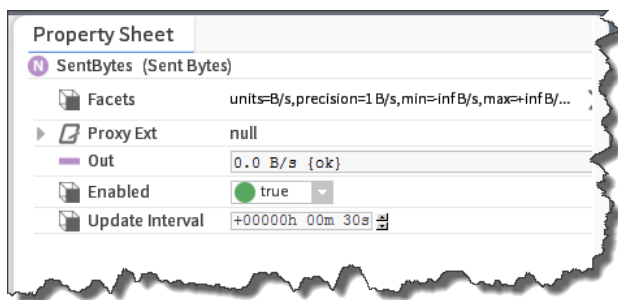 Property Sheet
N SentBytes (Sent Bytes)
Facets units=B/s,precision=1 B/s,min=-inf B/s,max=+inf B/...
Proxy Ext null
Out 0.0 B/s {ok}
Enabled true
Update Interval +00000h 00m 30s